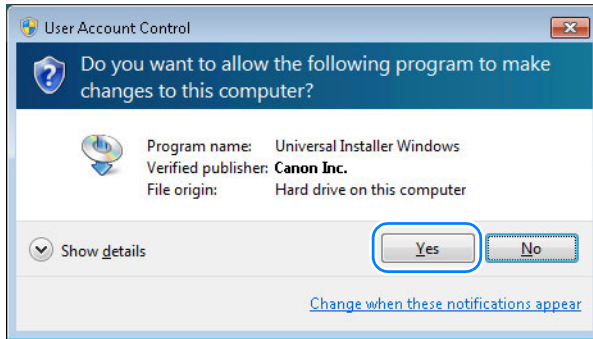 User Account Control
Do you want to allow the following program to make
changes to this computer?
Program name: Universal Installer Windows
Verified publisher: Canon Inc.
File origin: Hard drive on this computer
Show details
Yes
No
Change when these notifications appear